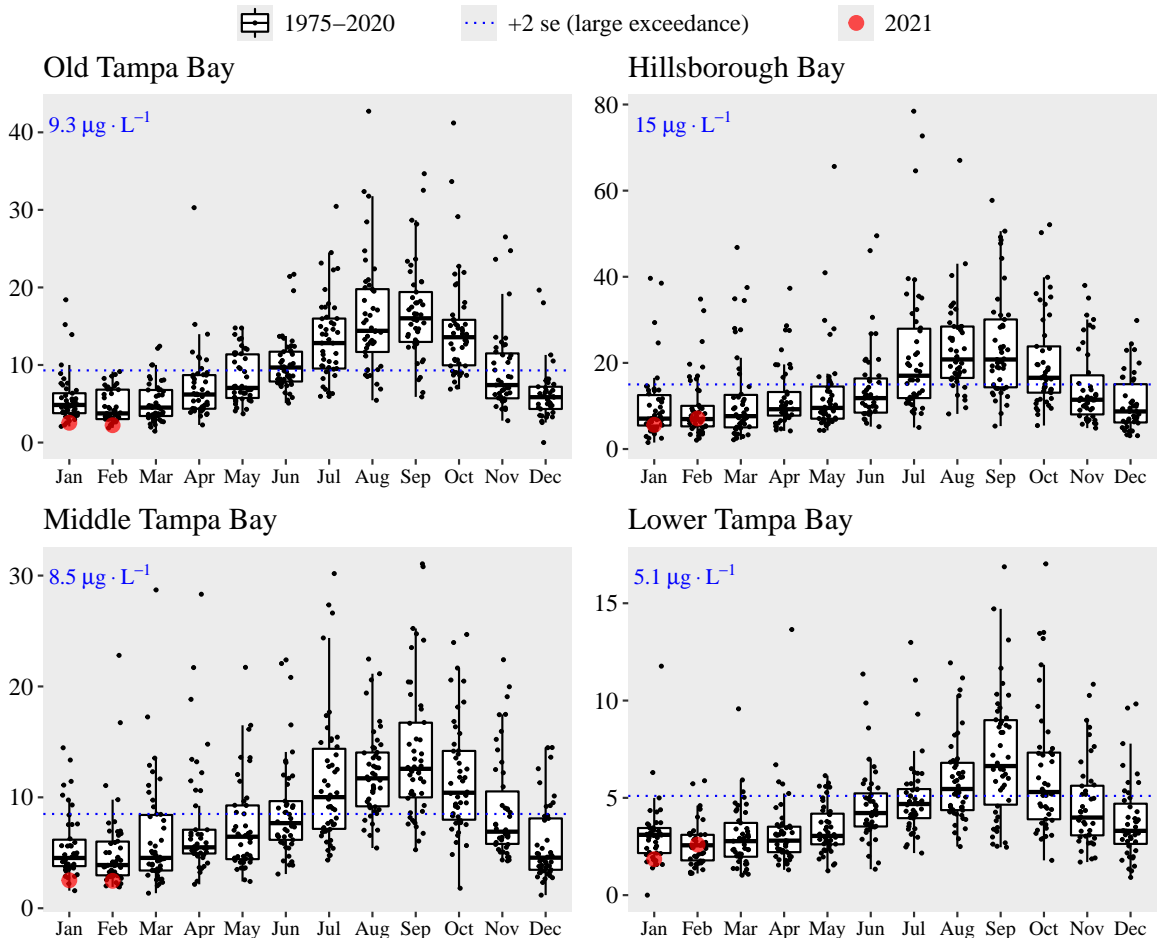 1975–2020 +2 se (large exceedance) 2021
Old Tampa Bay
9.3 μg · L⁻¹
40
30
20
10
0
Jan Feb Mar Apr May Jun Jul Aug Sep Oct Nov Dec
Hillsborough Bay
15 μg · L⁻¹
80
60
40
20
0
Jan Feb Mar Apr May Jun Jul Aug Sep Oct Nov Dec
Middle Tampa Bay
8.5 μg · L⁻¹
30
20
10
0
Jan Feb Mar Apr May Jun Jul Aug Sep Oct Nov Dec
Lower Tampa Bay
5.1 μg · L⁻¹
15
10
5
0
Jan Feb Mar Apr May Jun Jul Aug Sep Oct Nov Dec